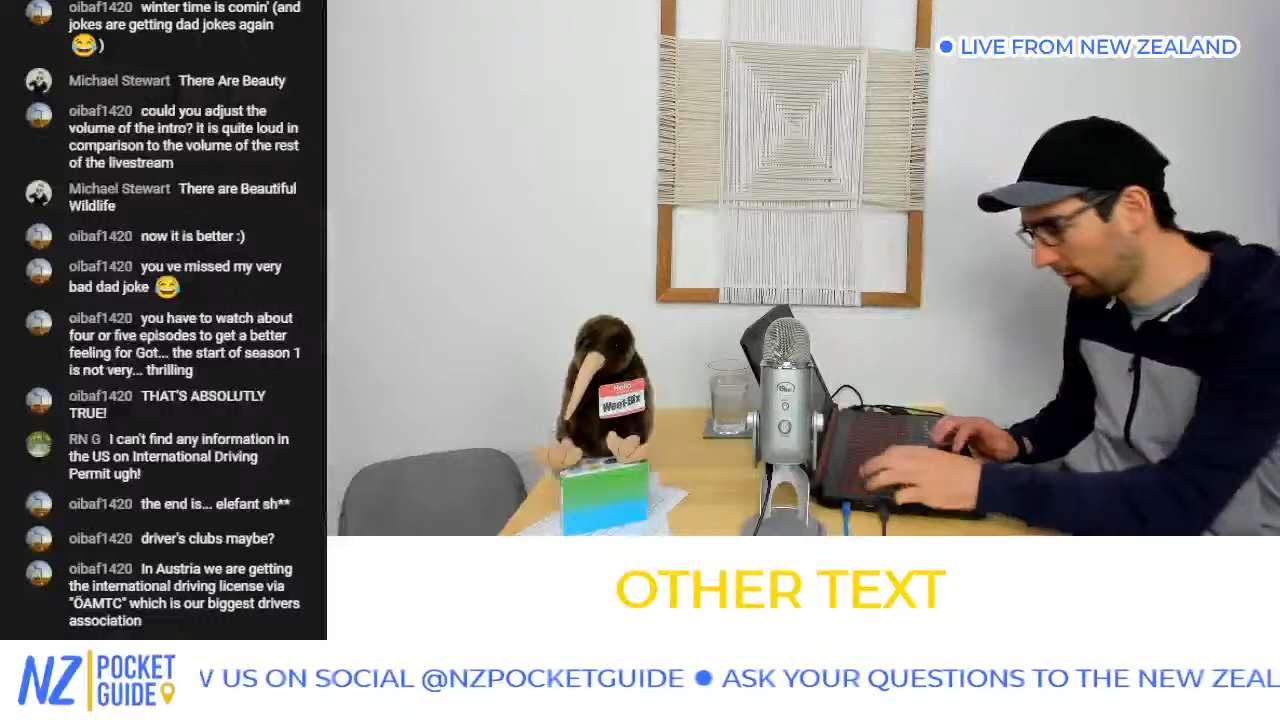 oibaf1420 winter time is comin' (and
jokes are getting dad jokes again
😂)
Michael Stewart There Are Beauty
oibaf1420 could you adjust the
volume of the intro? it is quite loud in
comparison to the volume of the rest
of the livestream
Michael Stewart There are Beautiful
Wildlife
oibaf1420 now it is better :)
oibaf1420 you ve missed my very
bad dad joke 😂
oibaf1420 you have to watch about
four or five episodes to get a better
feeling for Got... the start of season 1
is not very... thrilling
oibaf1420 THAT'S ABSOLUTLY
TRUE!
RN G I can't find any information in
the US on International Driving
Permit ugh!
oibaf1420 the end is... elefant sh**
oibaf1420 driver's clubs maybe?
oibaf1420 In Austria we are getting
the international driving license via
"ÖAMTC" which is our biggest drivers
association
LIVE FROM NEW ZEALAND
Hello
Weet-Bix
blue
OTHER TEXT
NZ POCKET
GUIDE
W US ON SOCIAL @NZPOCKETGUIDE ● ASK YOUR QUESTIONS TO THE NEW ZEAL